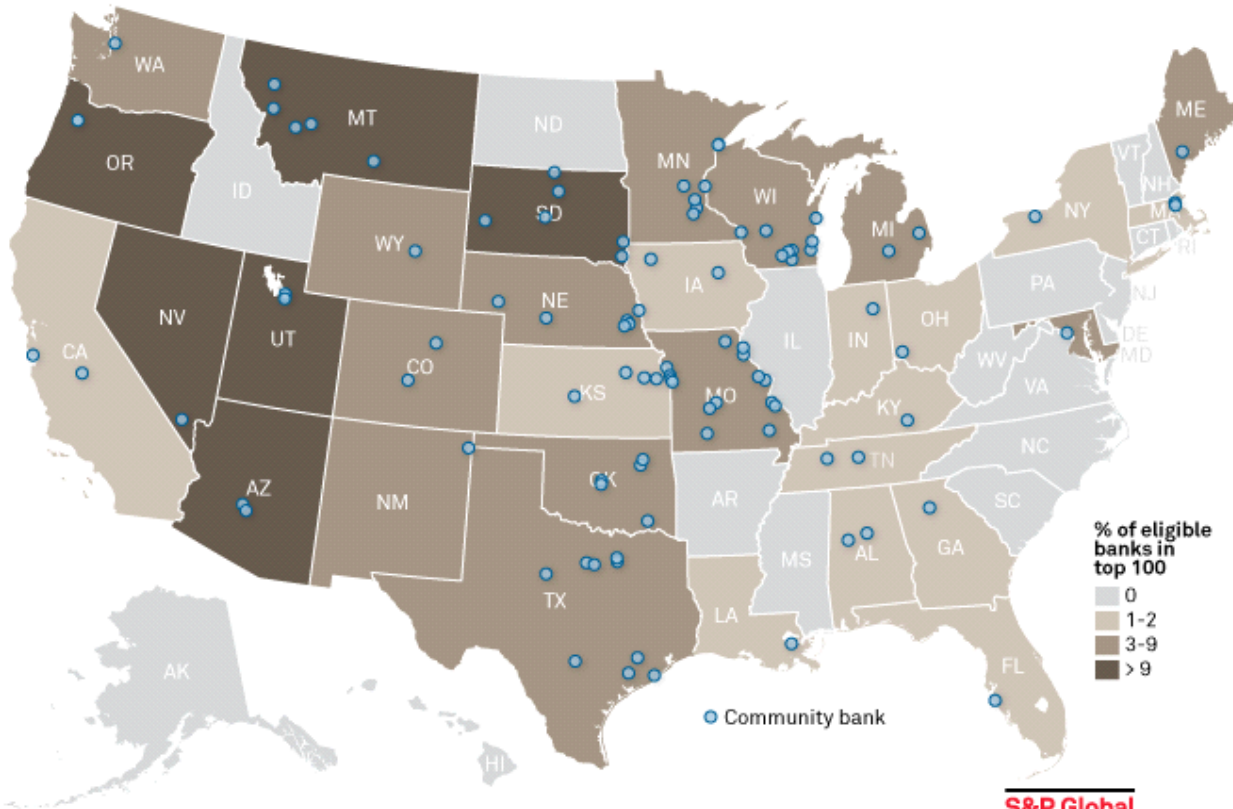 WA
MT
ND
ME
OR
MN
VT
ID
SD
WI
NH
NY
WY
MI
CT
RI
IA
NE
PA
NV
OH
NJ
UT
IL
IN
CA
CO
DE
WV
MD
KS
MO
VA
KY
NC
AZ
OK
TN
NM
AR
SC
MS
AL
GA
TX
LA
% of eligible
banks in
top 100
0
1-2
3-9
> 9
AK
FL
Community bank
HI
S&P Global